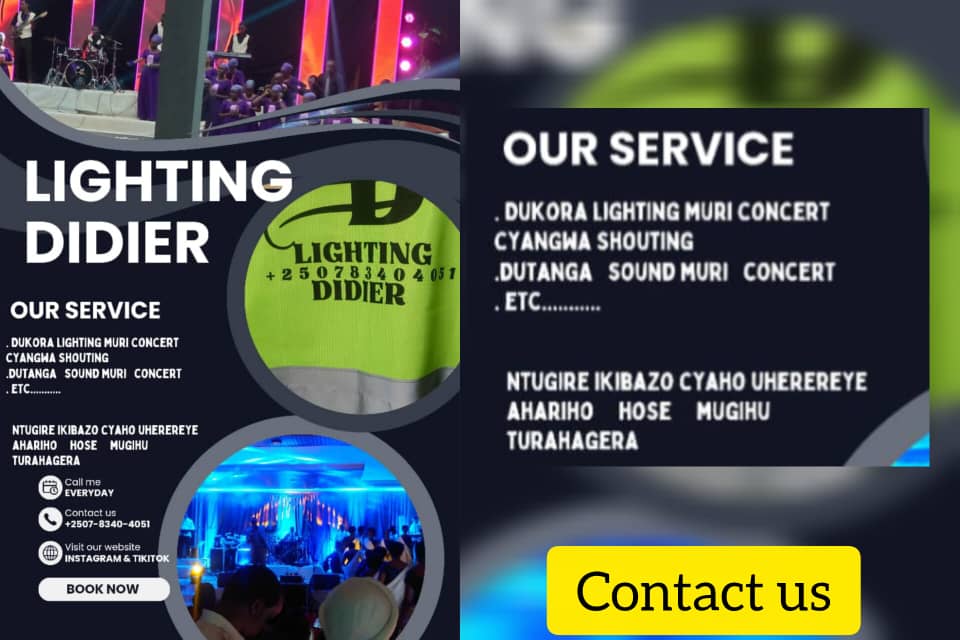 LIGHTING
DIDIER
D
LIGHTING
+250783404051
DIDIER
OUR SERVICE
. DUKORA LIGHTING MURI CONCERT
CYANGWA SHOUTING
.DUTANGA SOUND MURI CONCERT
. ETC...........
NTUGIRE IKIBAZO CYAHO UHEREREYE
AHARIHO HOSE MUGIHU
TURAHAGERA
Call me
EVERYDAY
Contact us
+2507-8340-4051
Visit our website
INSTAGRAM & TIKITOK
BOOK NOW
OUR SERVICE
. DUKORA LIGHTING MURI CONCERT
CYANGWA SHOUTING
.DUTANGA SOUND MURI CONCERT
. ETC...........
NTUGIRE IKIBAZO CYAHO UHEREREYE
AHARIHO HOSE MUGIHU
TURAHAGERA
Contact us